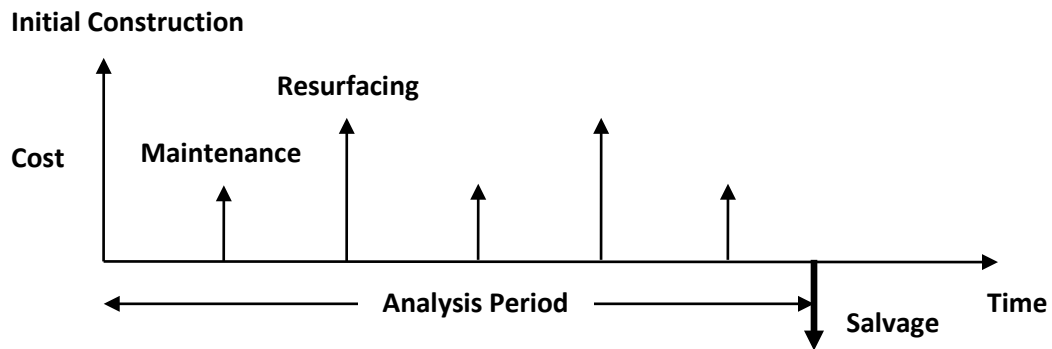 Initial Construction
Resurfacing
Cost
Maintenance
Analysis Period
Time
Salvage